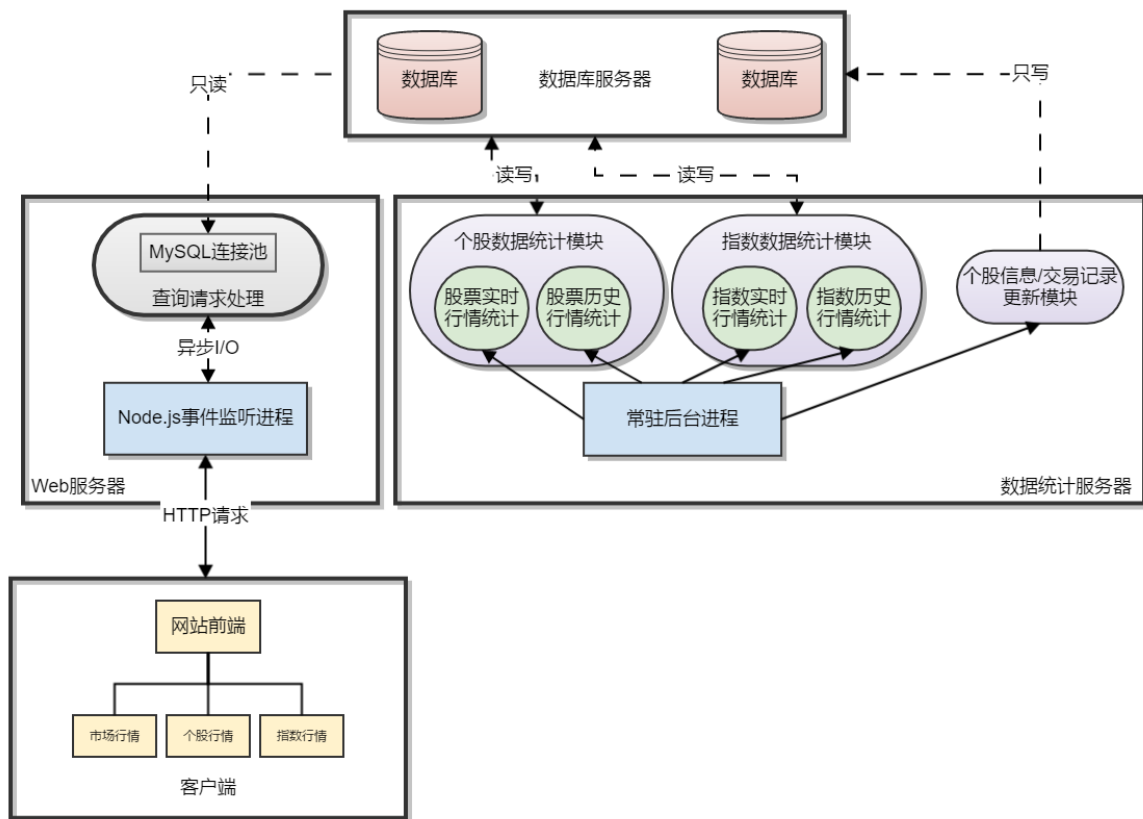 数据库
数据库服务器
数据库
只读
只写
读写
读写
MySQL连接池
查询请求处理
异步I/O
Node.js事件监听进程
Web服务器
个股数据统计模块
股票实时
行情统计
股票历史
行情统计
指数数据统计模块
指数实时
行情统计
指数历史
行情统计
个股信息/交易记录
更新模块
常驻后台进程
数据统计服务器
HTTP请求
网站前端
市场行情
个股行情
指数行情
客户端